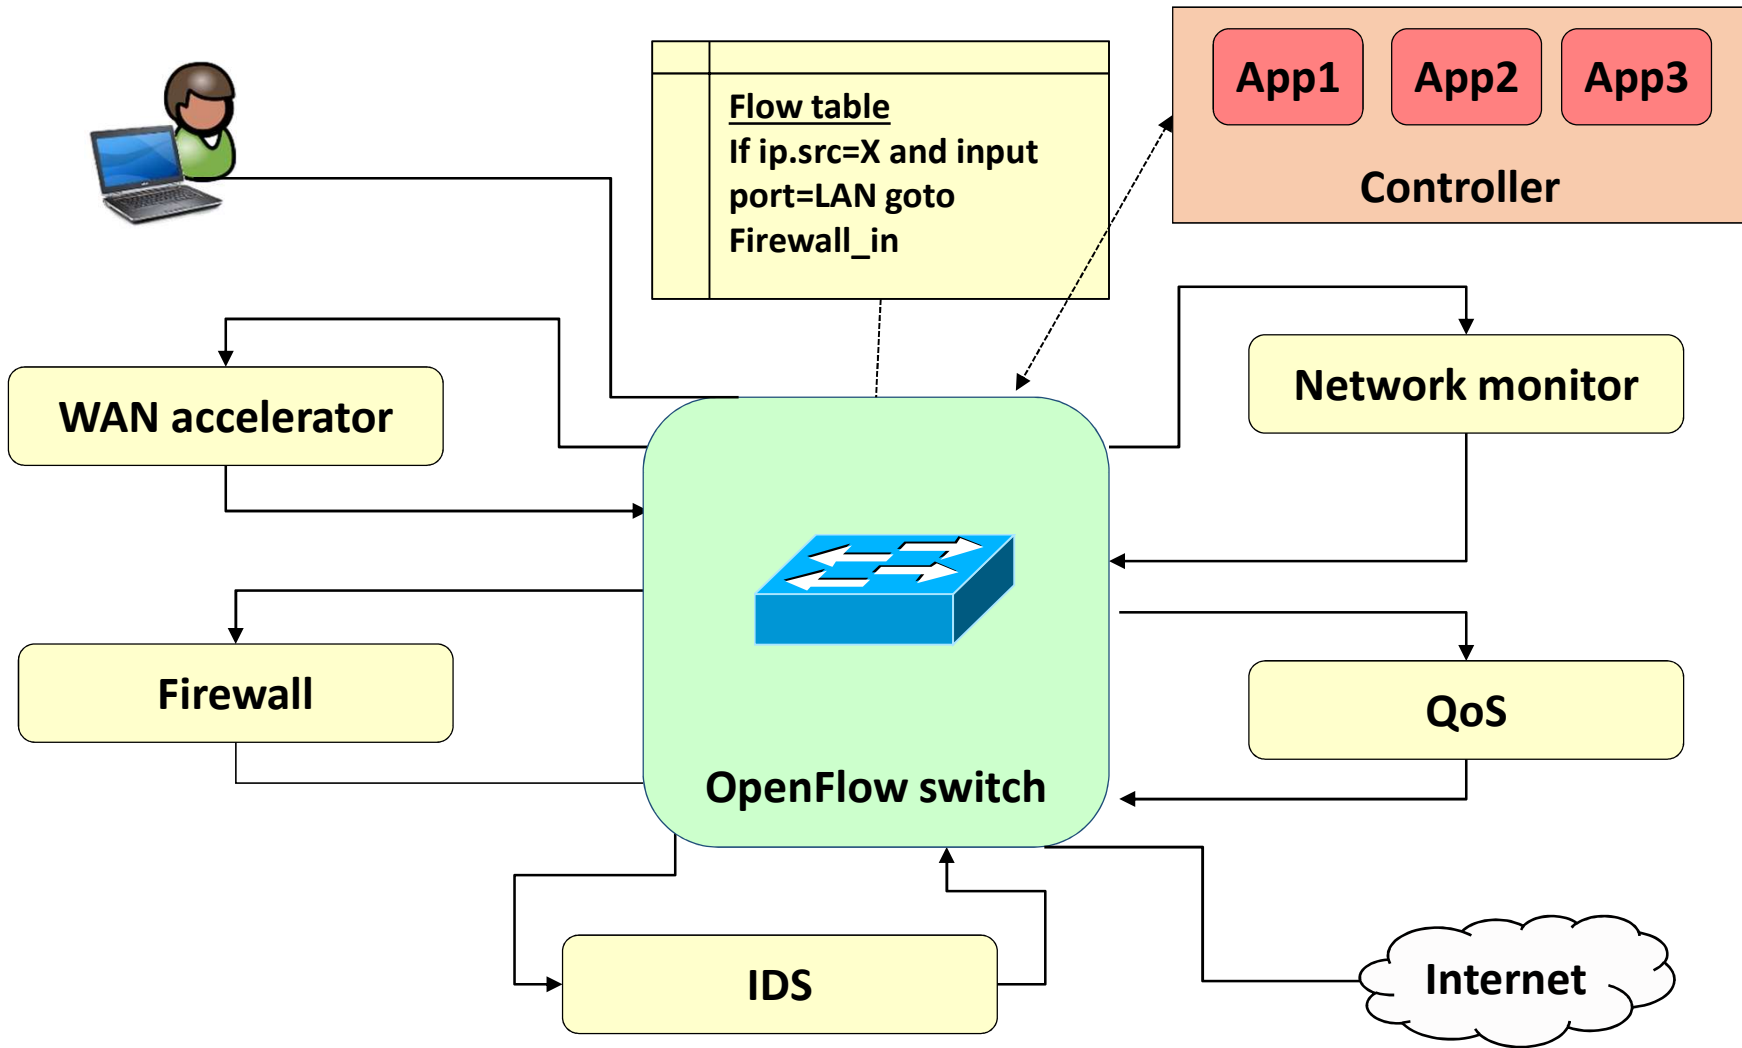 App1
App2
App3
Controller
Flow table
If ip.src=X and input
port=LAN goto
Firewall_in
WAN accelerator
Network monitor
Firewall
QoS
OpenFlow switch
IDS
Internet